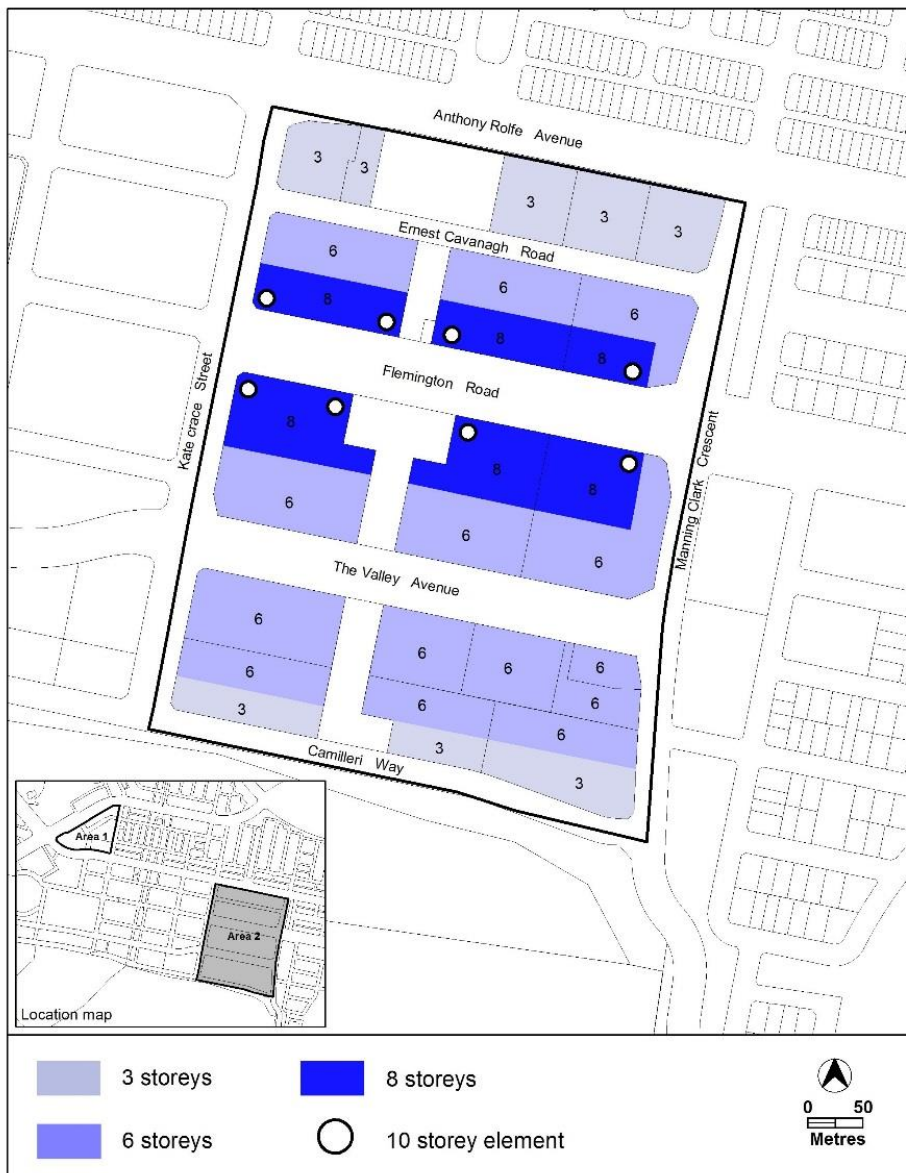 Anthony Rolfe Avenue
3
3
3
3
3
Ernest Cavanagh Road
6
6
6
8
8
8
Flemington Road
Kate crace Street
Manning Clark Crescent
8
8
8
6
6
6
The Valley Avenue
6
6
6
6
6
6
6
6
3
3
3
Camilleri Way
Area 1
Area 2
Location map
3 storeys
8 storeys
6 storeys
10 storey element
0 50
Metres